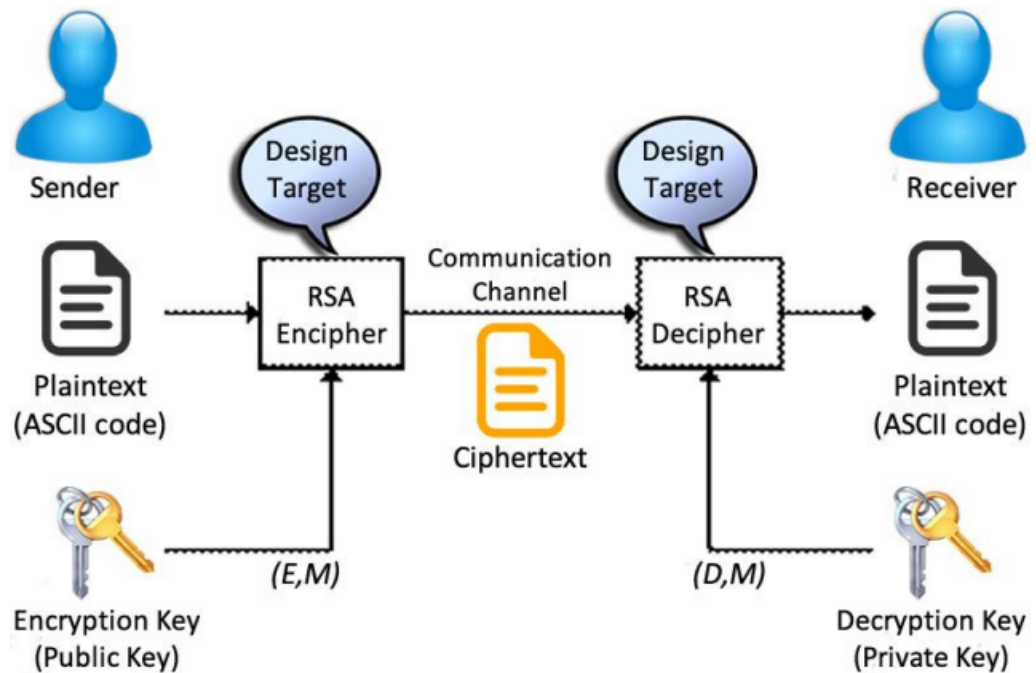 Sender
Design
Target
Design
Target
Receiver
Plaintext
(ASCII code)
RSA
Encipher
Communication
Channel
Ciphertext
RSA
Decipher
Plaintext
(ASCII code)
Encryption Key
(Public Key)
(E,M)
(D,M)
Decryption Key
(Private Key)